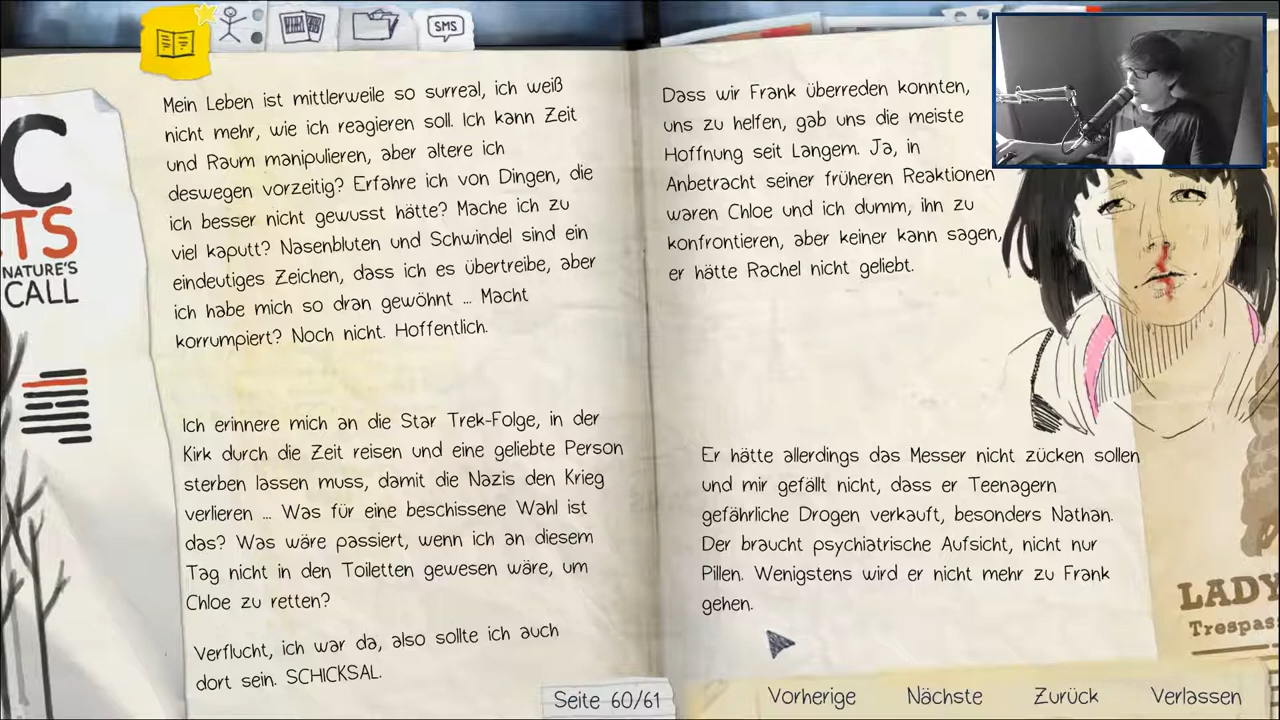 SMS
C
TS
NATURE'S
CALL
Mein Leben ist mittlerweile so surreal, ich weiß
nicht mehr, wie ich reagieren soll. Ich kann Zeit
und Raum manipulieren, aber altere ich
deswegen vorzeitig? Erfahre ich von Dingen, die
ich besser nicht gewusst hätte? Mache ich zu
viel kaputt? Nasenbluten und Schwindel sind ein
eindeutiges Zeichen, dass ich es übertreibe, aber
ich habe mich so dran gewöhnt ... Macht
korrumpiert? Noch nicht. Hoffentlich.
Ich erinnere mich an die Star Trek-Folge, in der
Kirk durch die Zeit reisen und eine geliebte Person
sterben lassen muss, damit die Nazis den Krieg
verlieren ... Was für eine beschissene Wahl ist
das? Was wäre passiert, wenn ich an diesem
Tag nicht in den Toiletten gewesen wäre, um
Chloe zu retten?
Verflucht, ich war da, also sollte ich auch
dort sein. SCHICKSAL.
Dass wir Frank überreden konnten,
uns zu helfen, gab uns die meiste
Hoffnung seit Langem. Ja, in
Anbetracht seiner früheren Reaktionen
waren Chloe und ich dumm, ihn zu
konfrontieren, aber keiner kann sagen,
er hätte Rachel nicht geliebt.
Er hätte allerdings das Messer nicht zücken sollen
und mir gefällt nicht, dass er Teenagern
gefährliche Drogen verkauft, besonders Nathan.
Der braucht psychiatrische Aufsicht, nicht nur
Pillen. Wenigstens wird er nicht mehr zu Frank
gehen.
LADY
Trespas
Seite 60/61
Vorherige Nächste Zurück Verlassen